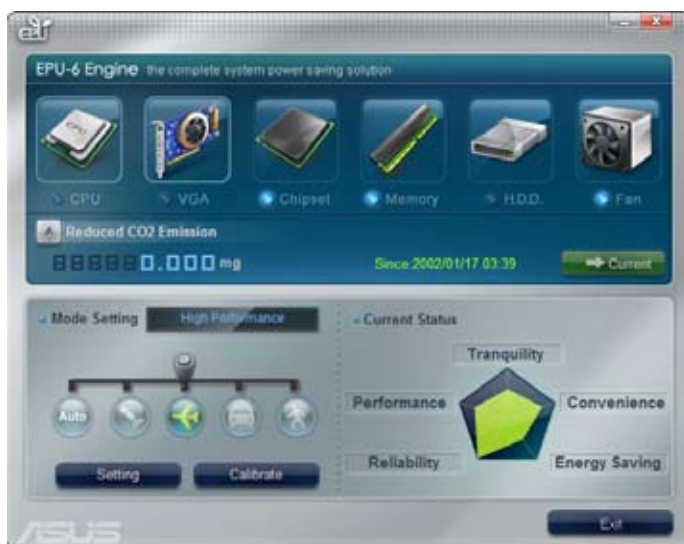 EPU-6 Engine the complete system power saving solution
CPU
CPU
VGA
Chipset
Memory
H.D.D.
Fan
Reduced CO2 Emission
0.000 mg
Since:2002/01/17 03:39
Current
Mode Setting
High Performance
Current Status
Auto
Tranquility
Performance
Convenience
Reliability
Energy Saving
Setting
Calibrate
Exit
ASUS